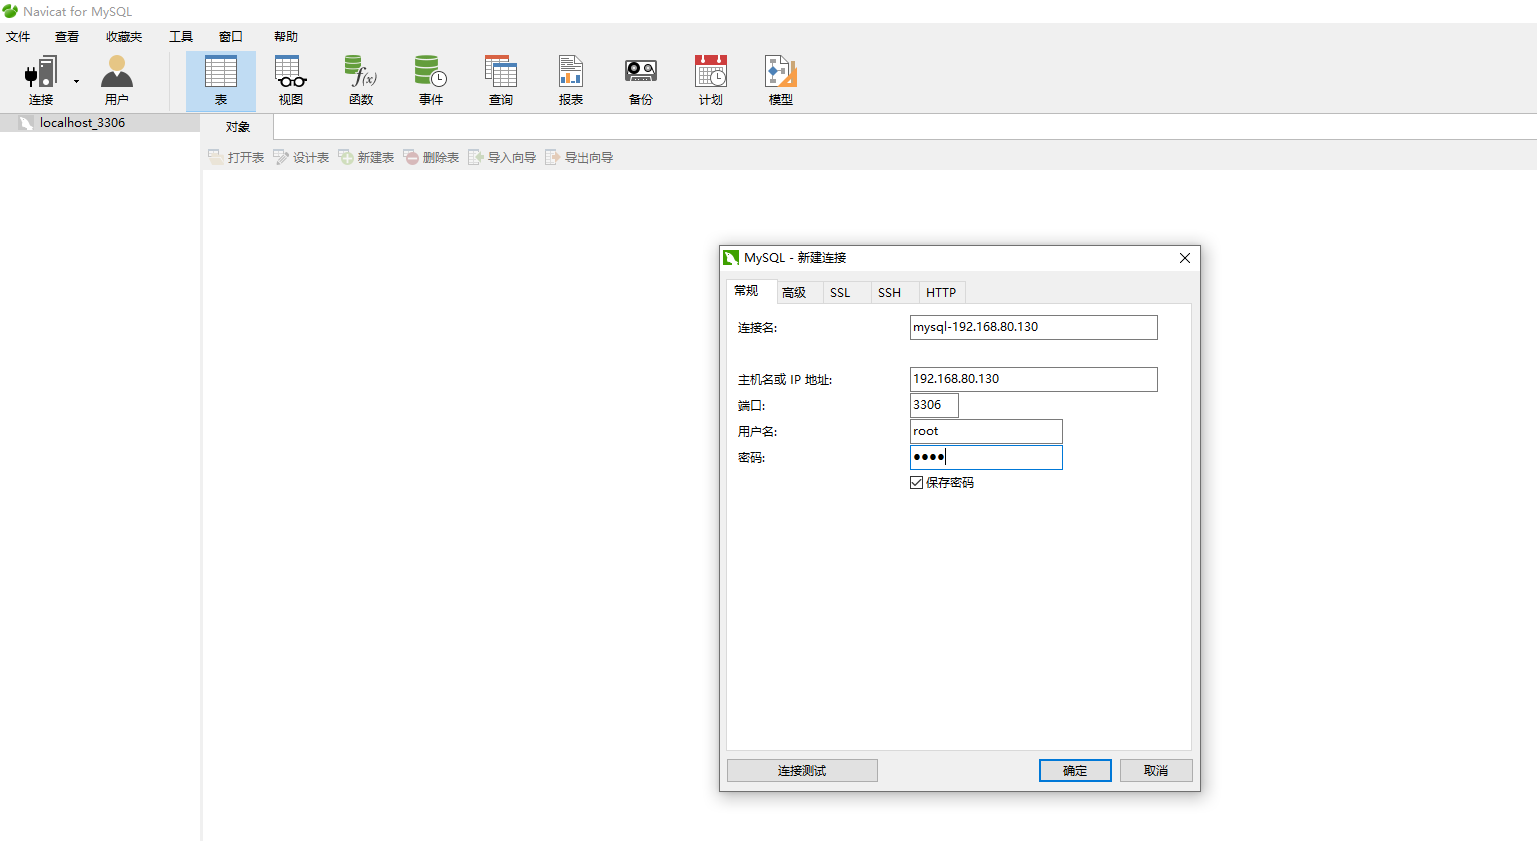 Navicat for MySQL
文件 查看 收藏夹 工具 窗口 帮助
连接 用户 表 视图 函数 事件 查询 报表 备份 计划 模型
localhost_3306
对象
打开表 设计表 新建表 删除表 导入向导 导出向导
MySQL - 新建连接
常规 高级 SSL SSH HTTP
连接名: mysql-192.168.80.130
主机名或 IP 地址: 192.168.80.130
端口: 3306
用户名: root
密码: ●●●●
保存密码
连接测试 确定 取消